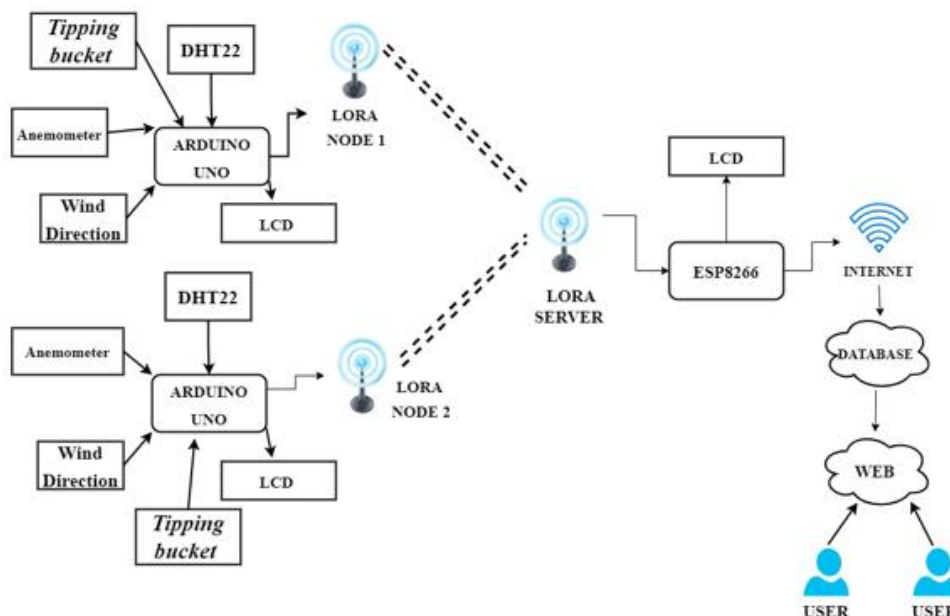 Tipping
bucket
DHT22
Anemometer
ARDUINO
UNO
Wind
Direction
LCD
LORA
NODE 1
LCD
ESP8266
INTERNET
LORA
SERVER
DHT22
Anemometer
ARDUINO
UNO
LORA
NODE 2
Wind
Direction
LCD
Tipping
bucket
DATABASE
WEB
USER
USER